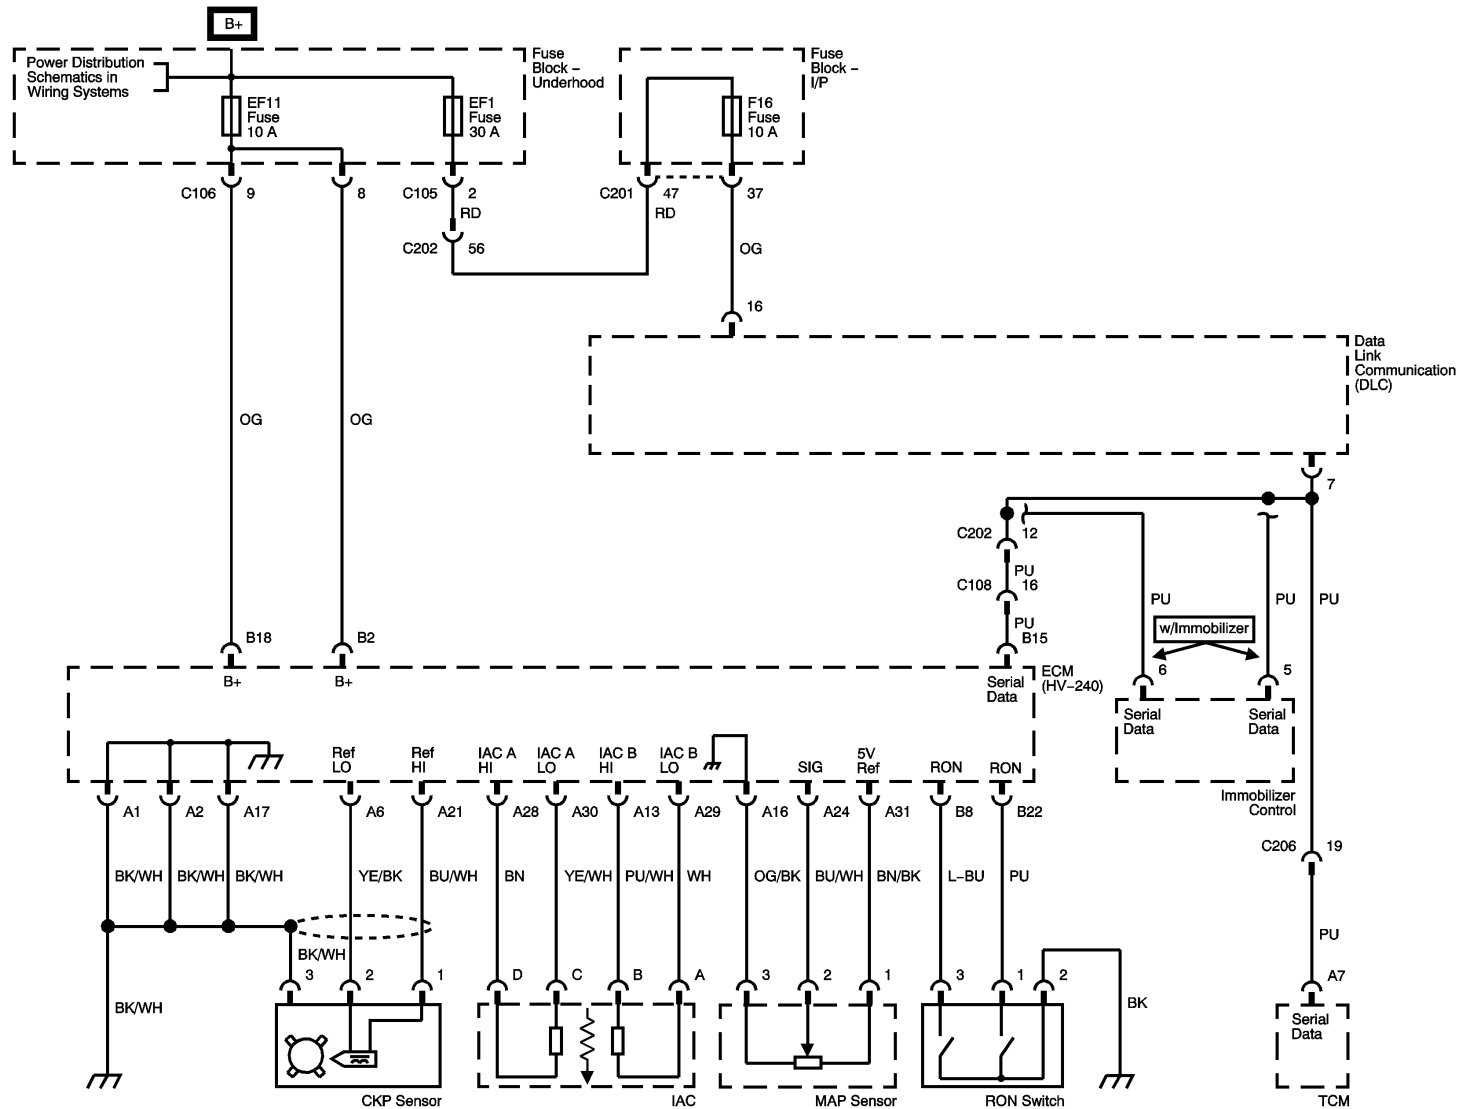 B+
Power Distribution
Schematics in
Wiring Systems
EF11
Fuse
10 A
EF1
Fuse
30 A
Fuse
Block –
Underhood
F16
Fuse
10 A
Fuse
Block –
I/P
C106
9
8
C105
2
C201
47
37
RD
RD
C202
56
OG
16
Data
Link
Communication
(DLC)
OG
OG
7
C202
12
PU
C108
16
PU
B15
PU
PU
PU
w/Immobilizer
B18
B2
6
5
B+
B+
Serial
Data
ECM
(HV–240)
Serial
Data
Serial
Data
Immobilizer
Control
Ref
LO
Ref
HI
IAC A
HI
IAC A
LO
IAC B
HI
IAC B
LO
SIG
5V
Ref
RON
RON
A1
A2
A17
A6
A21
A28
A30
A13
A29
A16
A24
A31
B8
B22
C206
19
BK/WH
BK/WH
BK/WH
YE/BK
BU/WH
BN
YE/WH
PU/WH
WH
OG/BK
BU/WH
BN/BK
L–BU
PU
PU
BK/WH
3
2
1
D
C
B
A
3
2
1
3
1
2
A7
BK/WH
BK
Serial
Data
CKP Sensor
IAC
MAP Sensor
RON Switch
TCM